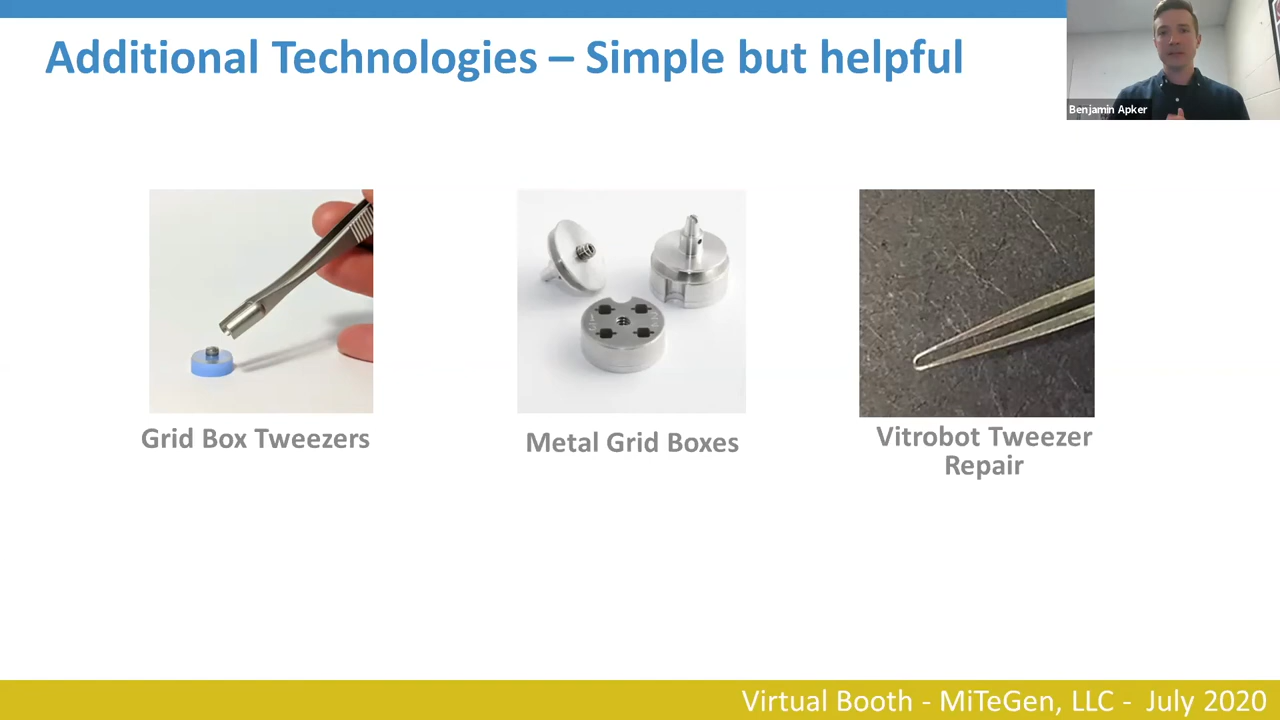 Additional Technologies – Simple but helpful
Benjamin Apker
Grid Box Tweezers
Metal Grid Boxes
Vitrobot Tweezer
Repair
Virtual Booth - MiTeGen, LLC - July 2020